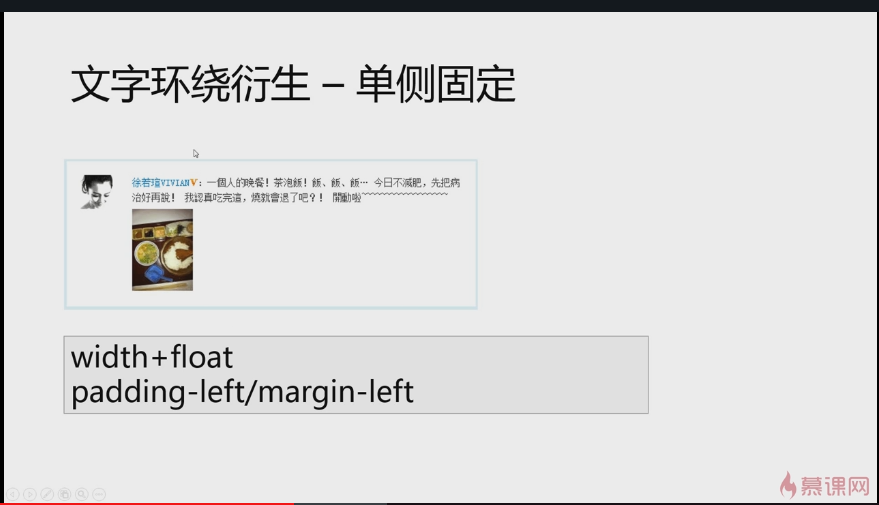 文字环绕衍生 – 单侧固定
徐若瑄VIVIANV：一個人的晚餐！茶泡飯！飯、飯、飯… 今日不減肥，先把病
治好再說！ 我認真吃完這，燒就會退了吧？！ 開動啦~~~~~~~~~~~~~~~~
width+float
padding-left/margin-left
慕课网